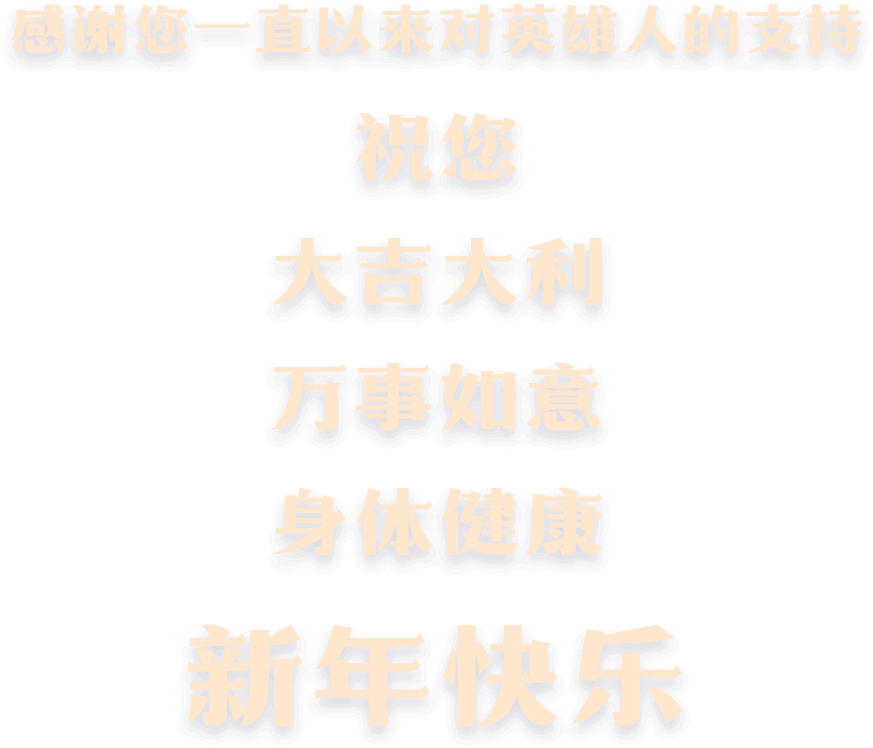 感谢您一直以来对英雄人的支持
祝您
大吉大利
万事如意
身体健康
新年快乐